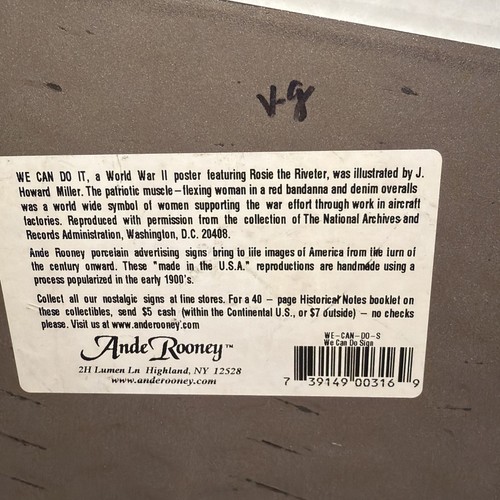 V-g
WE CAN DO IT, a World War II poster featuring Rosie the Riveter, was illustrated by J.
Howard Miller. The patriotic muscle-flexing woman in a red bandanna and denim overalls
was a world wide symbol of women supporting the war effort through work in aircraft
factories. Reproduced with permission from the collection of The National Archives and
Records Administration, Washington, D.C. 20408.
Ande Rooney porcelain advertising signs bring to life images of America from the turn of
the century onward. These "made in the U.S.A." reproductions are handmade using a
process popularized in the early 1900's.
Collect all our nostalgic signs at fine stores. For a 40 - page Historical Notes booklet on
these collectibles, send $5 cash (within the Continental U.S., or $7 outside) - no checks
please. Visit us at www.anderooney.com
Ande Rooney™
2H Lumen Ln Highland, NY 12528
www.anderooney.com
WE-CAN-DO-S
We Can Do Sign
7 39149 00316 9